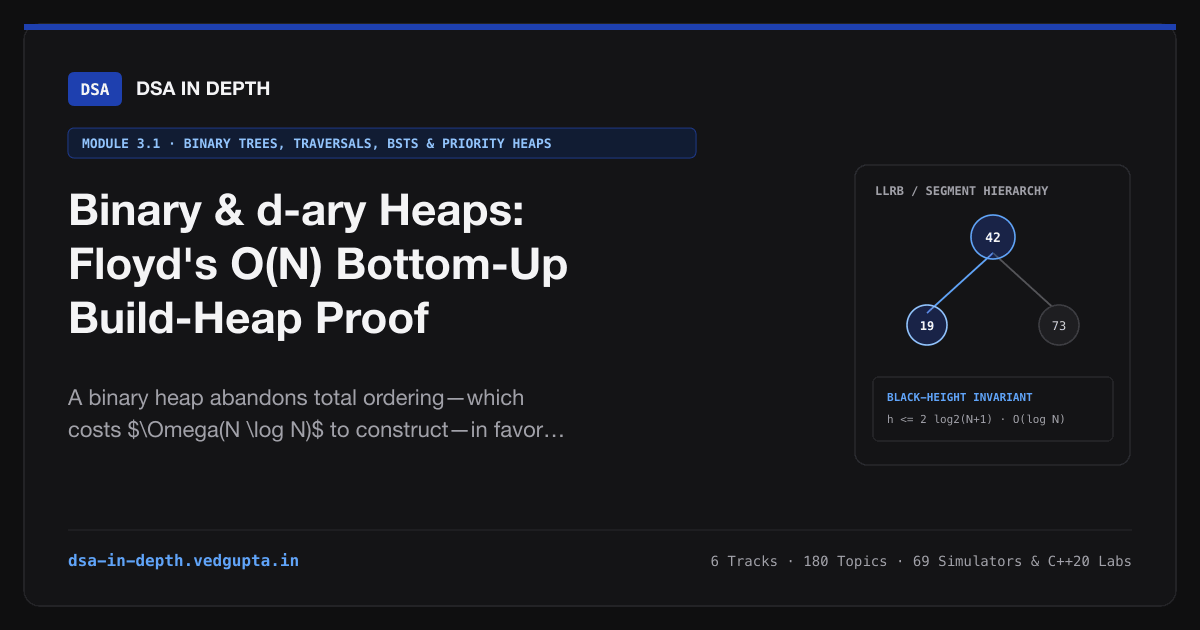 DSA DSA IN DEPTH
MODULE 3.1 · BINARY TREES, TRAVERSALS, BSTS & PRIORITY HEAPS
Binary & d-ary Heaps:
Floyd's O(N) Bottom-Up
Build-Heap Proof
A binary heap abandons total ordering—which
costs $\Omega(N \log N)$ to construct—in favor…
LLRB / SEGMENT HIERARCHY
42
19 73
BLACK-HEIGHT INVARIANT
h <= 2 log2(N+1) · O(log N)
dsa-in-depth.vedgupta.in
6 Tracks · 180 Topics · 69 Simulators & C++20 Labs